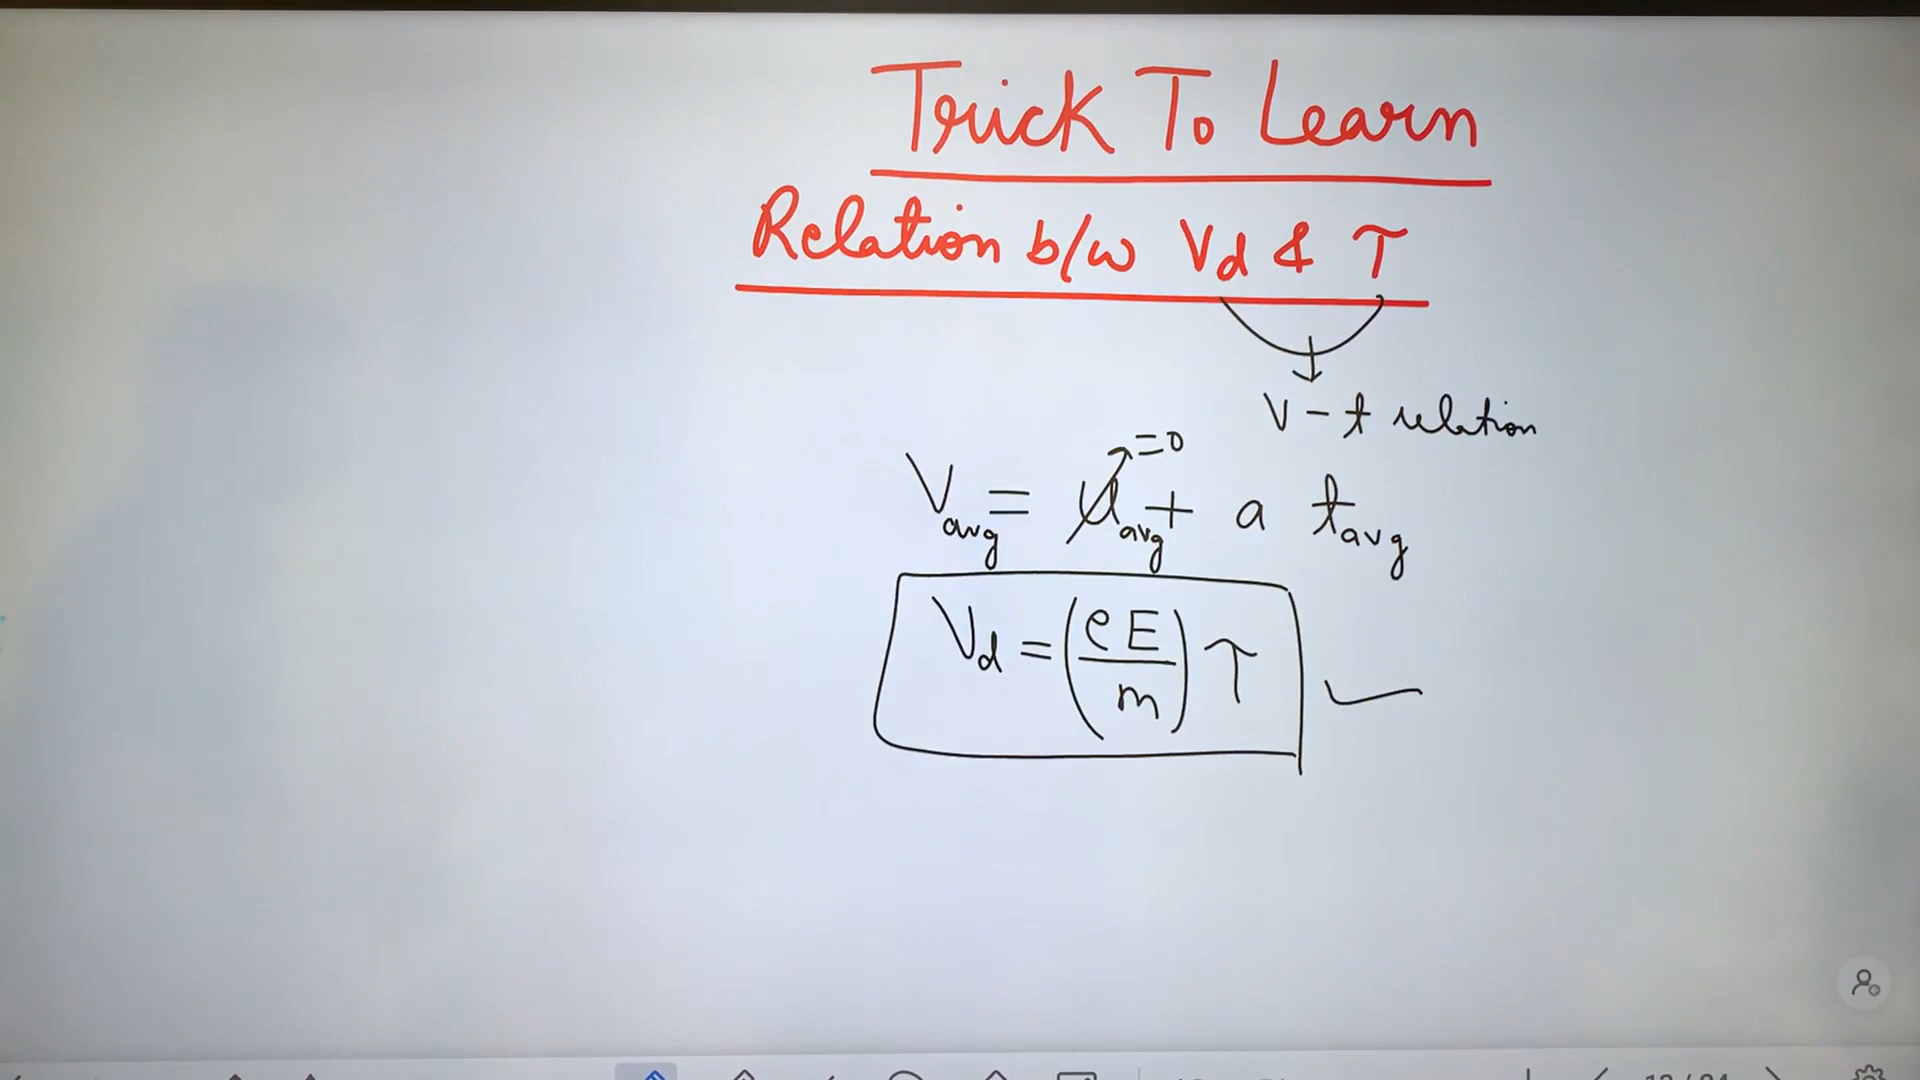 Trick To Learn
Relation b/w Vd & τ
V - t relation
=0
Vavg = uavg + a tavg
Vd = (eE/m) τ